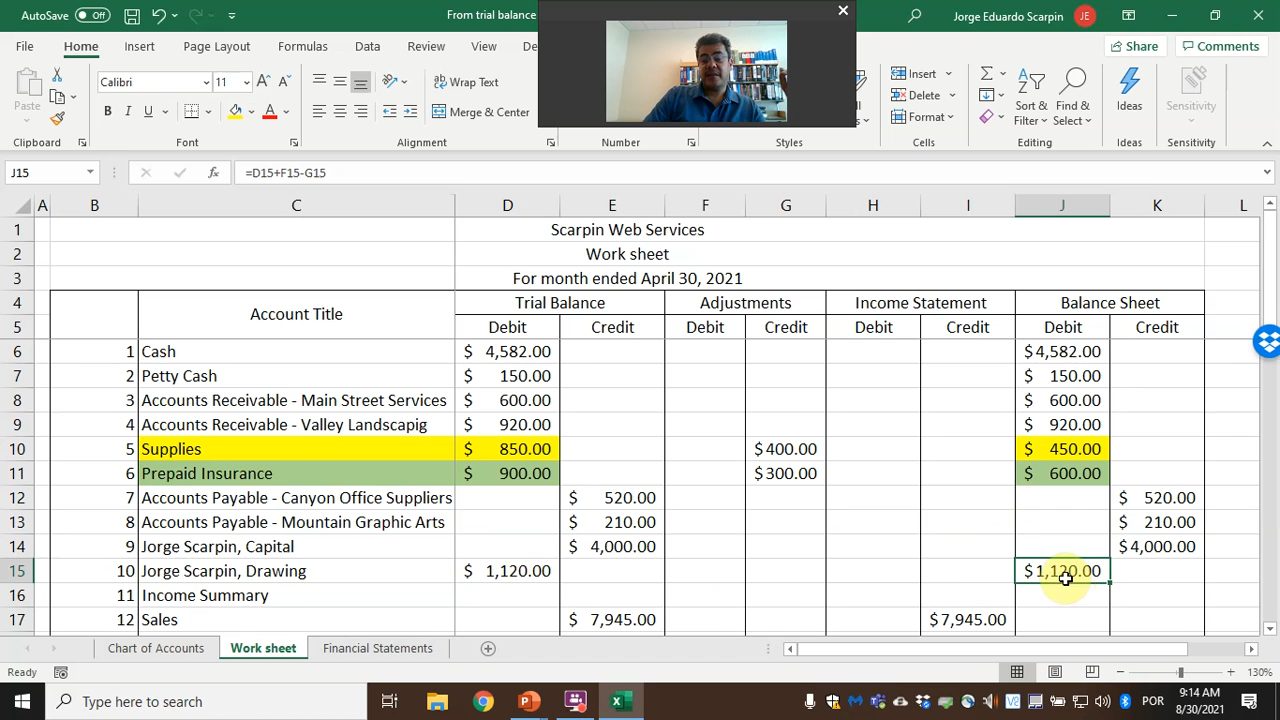 AutoSave Off From trial balance Jorge Eduardo Scarpin JE
File Home Insert Page Layout Formulas Data Review View Share Comments
Calibri 11 Wrap Text Insert
Paste B I U Merge & Center Delete Sort & Filter Find & Select Ideas Sensitivity
Format
Clipboard Font Alignment Number Styles Cells Editing Ideas Sensitivity
J15 fx =D15+F15-G15
A B C D E F G H I J K L
1 Scarpin Web Services
2 Work sheet
3 For month ended April 30, 2021
4 Account Title Trial Balance Adjustments Income Statement Balance Sheet
5 Debit Credit Debit Credit Debit Credit Debit Credit
6 1 Cash $ 4,582.00 $4,582.00
7 2 Petty Cash $ 150.00 $ 150.00
8 3 Accounts Receivable - Main Street Services $ 600.00 $ 600.00
9 4 Accounts Receivable - Valley Landscapig $ 920.00 $ 920.00
10 5 Supplies $ 850.00 $400.00 $ 450.00
11 6 Prepaid Insurance $ 900.00 $300.00 $ 600.00
12 7 Accounts Payable - Canyon Office Suppliers $ 520.00 $ 520.00
13 8 Accounts Payable - Mountain Graphic Arts $ 210.00 $ 210.00
14 9 Jorge Scarpin, Capital $ 4,000.00 $4,000.00
15 10 Jorge Scarpin, Drawing $ 1,120.00 $1,120.00
16 11 Income Summary
17 12 Sales $ 7,945.00 $7,945.00
Chart of Accounts Work sheet Financial Statements
Ready 130%
Type here to search POR 9:14 AM
8/30/2021